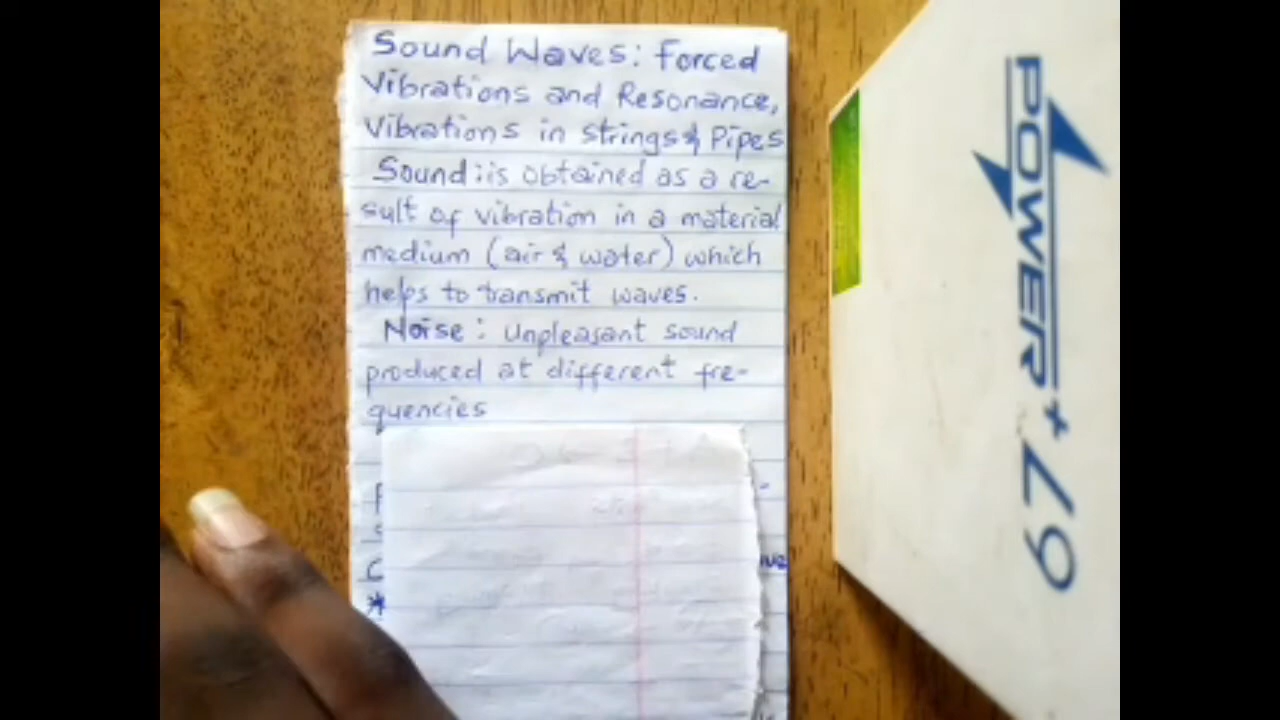 Sound Waves: Forced
Vibrations and Resonance,
Vibrations in strings & Pipes
Sound: is obtained as a re-
sult of vibration in a material
medium (air & water) which
helps to transmit waves.
Noise: Unpleasant sound
produced at different fre-
quencies
*
POWER+ L79